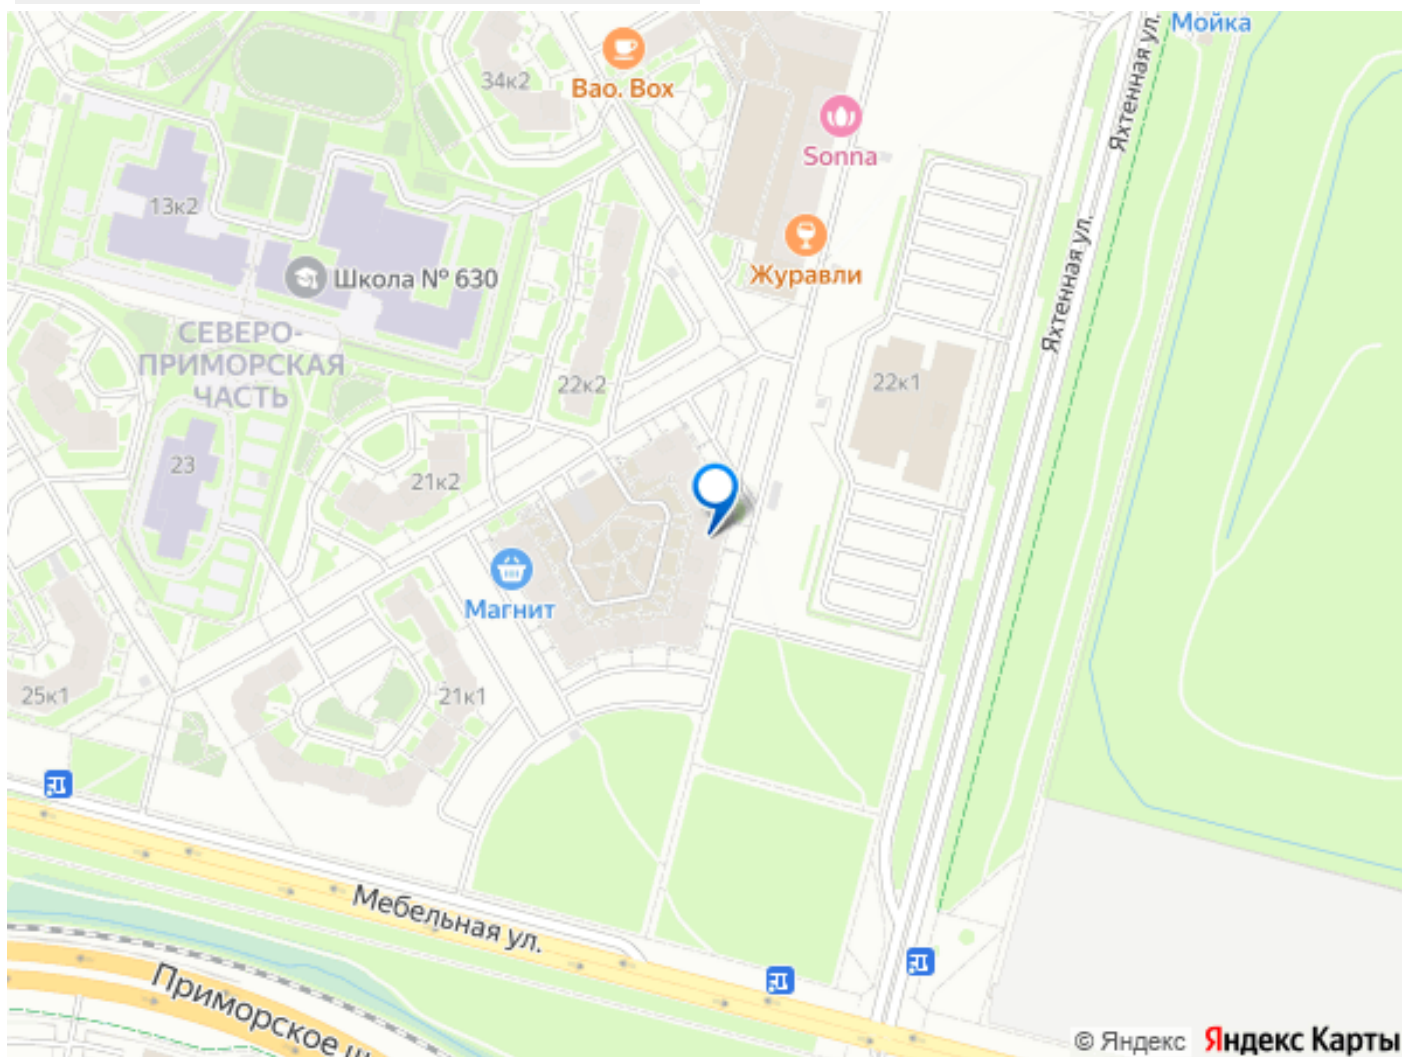 Мойка
Яхтенная ул.
34к2
Bao. Box
Sonna
13к2
Яхтенная ул.
Журавли
Школа № 630
СЕВЕРО-
ПРИМОРСКАЯ
ЧАСТЬ
22к2
22к1
23
21к2
Магнит
25к1
21к1
Мебельная ул.
Приморское ш
© Яндекс Яндекс Карты